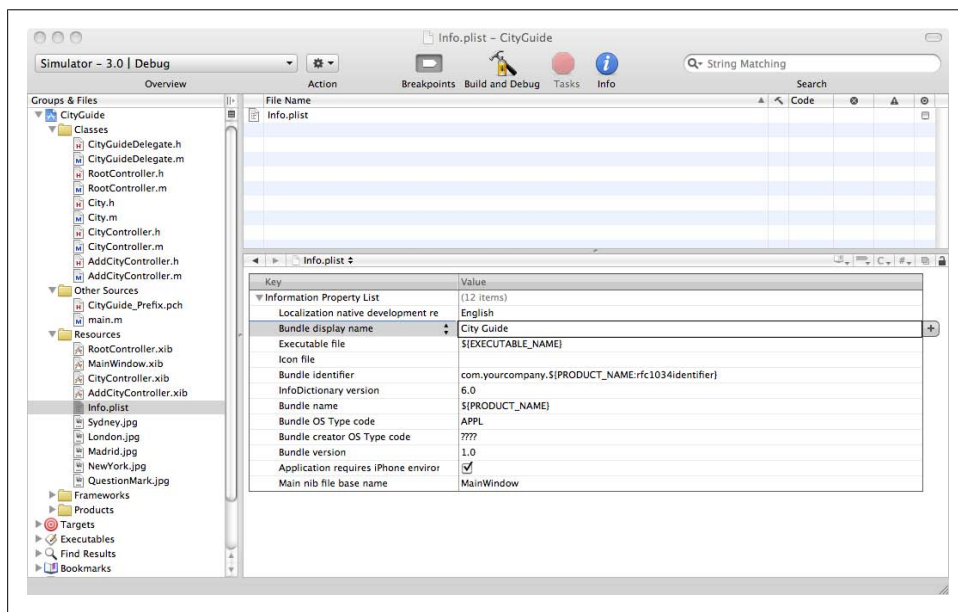 Info.plist – CityGuide
Simulator – 3.0 | Debug
String Matching
Overview
Action
Breakpoints
Build and Debug
Tasks
Info
Search
Groups & Files
CityGuide
Classes
CityGuideDelegate.h
CityGuideDelegate.m
RootController.h
RootController.m
City.h
City.m
CityController.h
CityController.m
AddCityController.h
AddCityController.m
Other Sources
CityGuide_Prefix.pch
main.m
Resources
RootController.xib
MainWindow.xib
CityController.xib
AddCityController.xib
Info.plist
Sydney.jpg
London.jpg
Madrid.jpg
NewYork.jpg
QuestionMark.jpg
Frameworks
Products
Targets
Executables
Find Results
Bookmarks
File Name
Code
Info.plist
Info.plist
C
#
Key Value
Information Property List (12 items)
Localization native development re English
Bundle display name City Guide
Executable file ${EXECUTABLE_NAME}
Icon file
Bundle identifier com.yourcompany.${PRODUCT_NAME:rfc1034identifier}
InfoDictionary version 6.0
Bundle name ${PRODUCT_NAME}
Bundle OS Type code APPL
Bundle creator OS Type code ????
Bundle version 1.0
Application requires iPhone enviror
Main nib file base name MainWindow